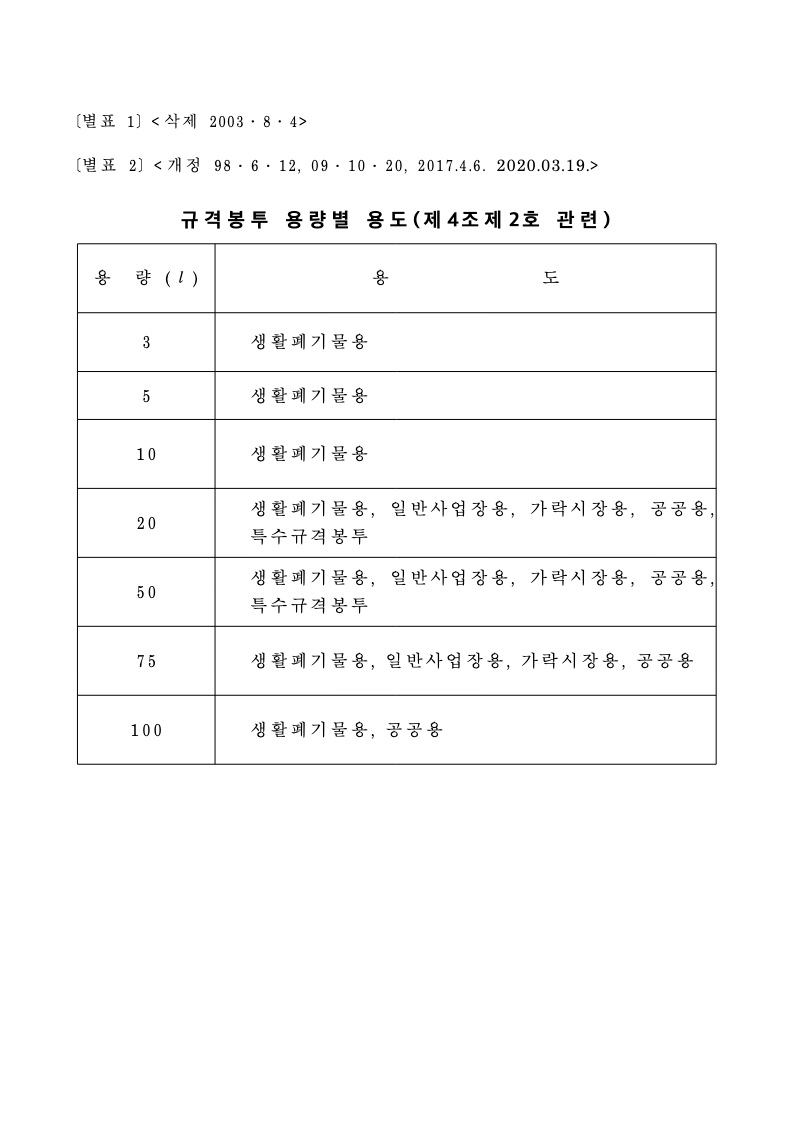 〔별표 1〕 <삭제 2003·8·4>
〔별표 2〕 <개정 98·6·12, 09·10·20, 2017.4.6. 2020.03.19.>
규격봉투 용량별 용도(제4조제2호 관련)
용 량(ℓ) 용 도
3 생활폐기물용
5 생활폐기물용
10 생활폐기물용
20 생활폐기물용, 일반사업장용, 가락시장용, 공공용,
특수규격봉투
50 생활폐기물용, 일반사업장용, 가락시장용, 공공용,
특수규격봉투
75 생활폐기물용, 일반사업장용, 가락시장용, 공공용
100 생활폐기물용, 공공용